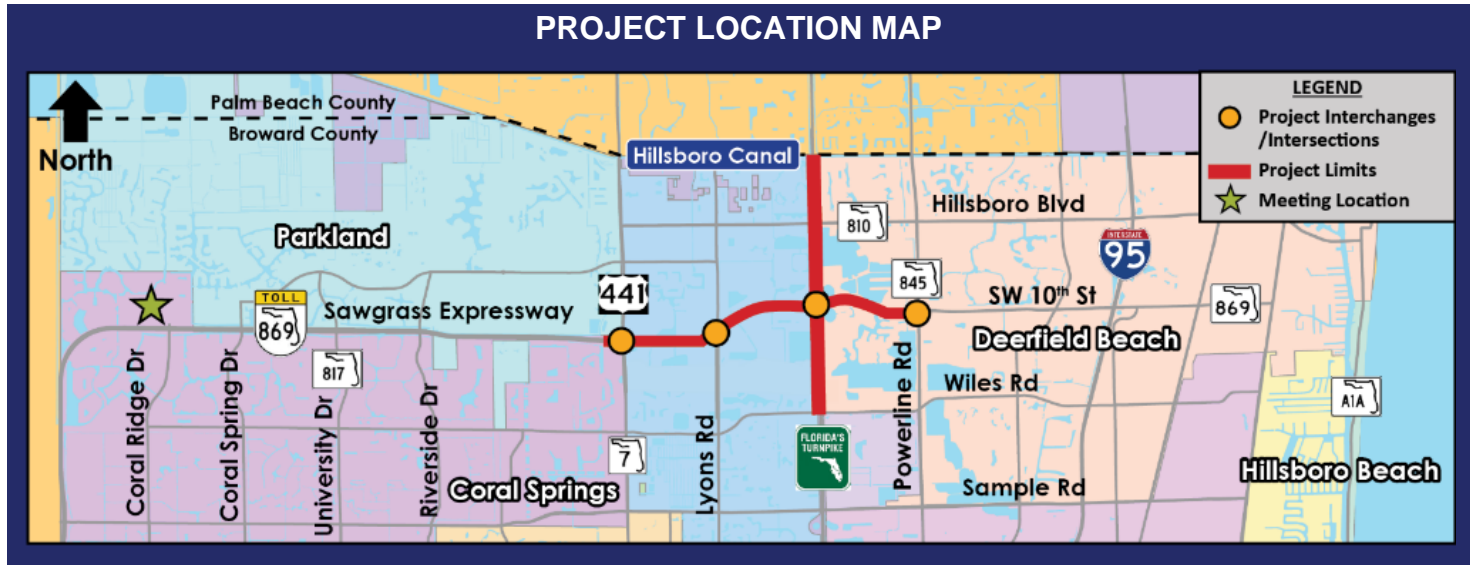 PROJECT LOCATION MAP
Palm Beach County
Broward County
North
Hillsboro Canal
LEGEND
Project Interchanges
/Intersections
Project Limits
Meeting Location
Hillsboro Blvd
810
Parkland
INTERSTATE
95
441
845
SW 10th St
TOLL
869
Sawgrass Expressway
869
Deerfield Beach
817
Wiles Rd
A1A
Coral Ridge Dr
Coral Spring Dr
University Dr
Riverside Dr
7
Lyons Rd
FLORIDA'S
TURNPIKE
Powerline Rd
Coral Springs
Sample Rd
Hillsboro Beach